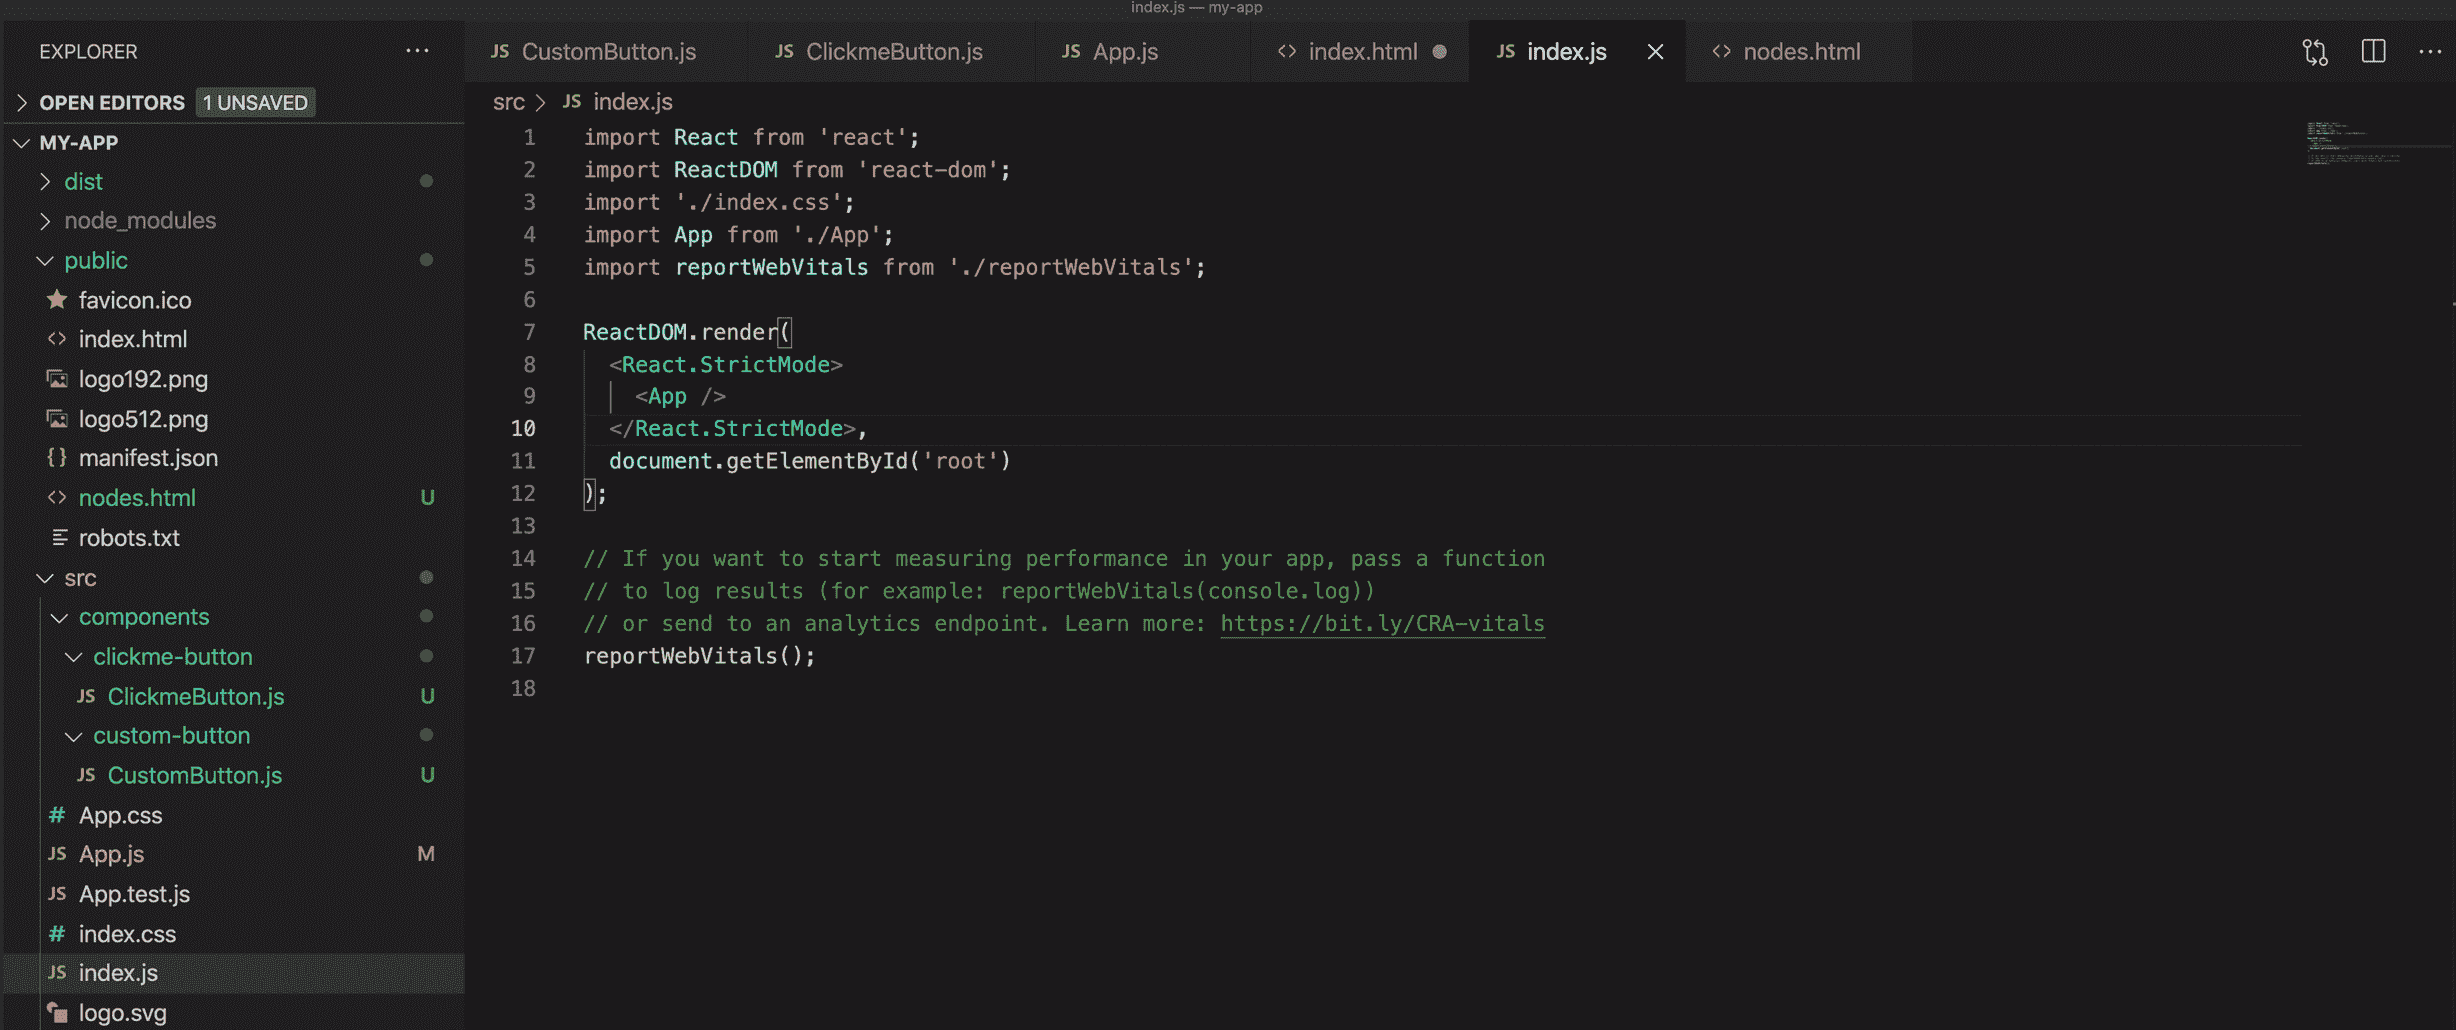 index.js — my-app
EXPLORER
OPEN EDITORS 1 UNSAVED
MY-APP
dist
node_modules
public
favicon.ico
<> index.html
logo192.png
logo512.png
{} manifest.json
<> nodes.html U
robots.txt
src
components
clickme-button
JS ClickmeButton.js U
custom-button
JS CustomButton.js U
# App.css
JS App.js M
JS App.test.js
# index.css
JS index.js
logo.svg
JS CustomButton.js JS ClickmeButton.js JS App.js <> index.html JS index.js <> nodes.html
src > JS index.js
1 import React from 'react';
2 import ReactDOM from 'react-dom';
3 import './index.css';
4 import App from './App';
5 import reportWebVitals from './reportWebVitals';
6
7 ReactDOM.render(
8 <React.StrictMode>
9 <App />
10 </React.StrictMode>,
11 document.getElementById('root')
12 );
13
14 // If you want to start measuring performance in your app, pass a function
15 // to log results (for example: reportWebVitals(console.log))
16 // or send to an analytics endpoint. Learn more: https://bit.ly/CRA-vitals
17 reportWebVitals();
18